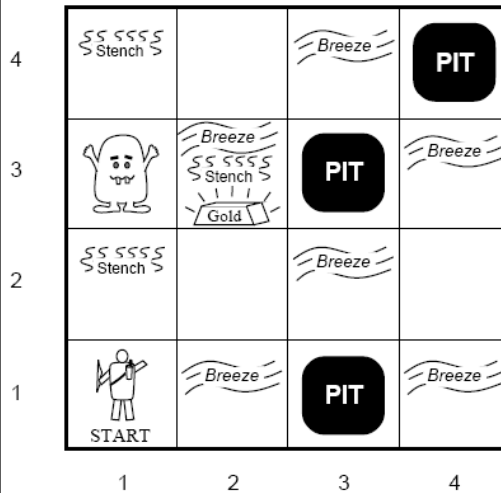 4
Stench
Breeze
PIT
3
Breeze
Stench
Gold
PIT
Breeze
2
Stench
Breeze
1
START
Breeze
PIT
Breeze
1 2 3 4